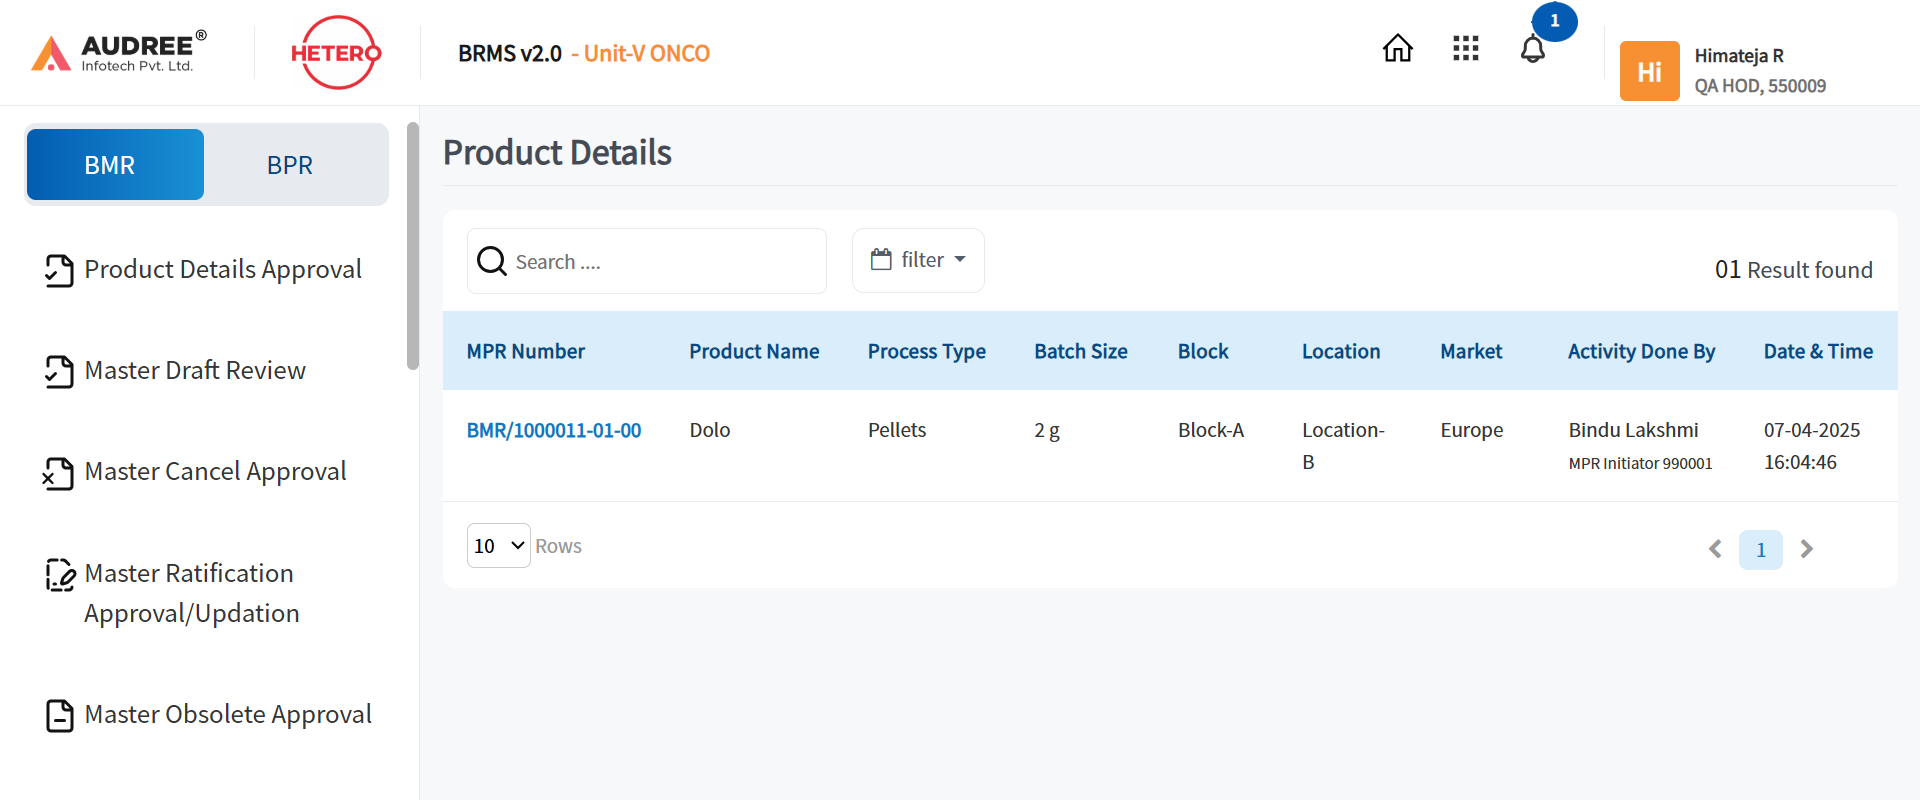 AUDREE®
Infotech Pvt. Ltd.
HETERO
BRMS v2.0 - Unit-V ONCO
1
Hi
Himateja R
QA HOD, 550009
BMR
BPR
Product Details Approval
Master Draft Review
Master Cancel Approval
Master Ratification
Approval/Updation
Master Obsolete Approval
Product Details
Search ....
filter
01 Result found
MPR Number Product Name Process Type Batch Size Block Location Market Activity Done By Date & Time
BMR/1000011-01-00 Dolo Pellets 2 g Block-A Location- Europe Bindu Lakshmi 07-04-2025
B MPR Initiator 990001 16:04:46
10 Rows
1